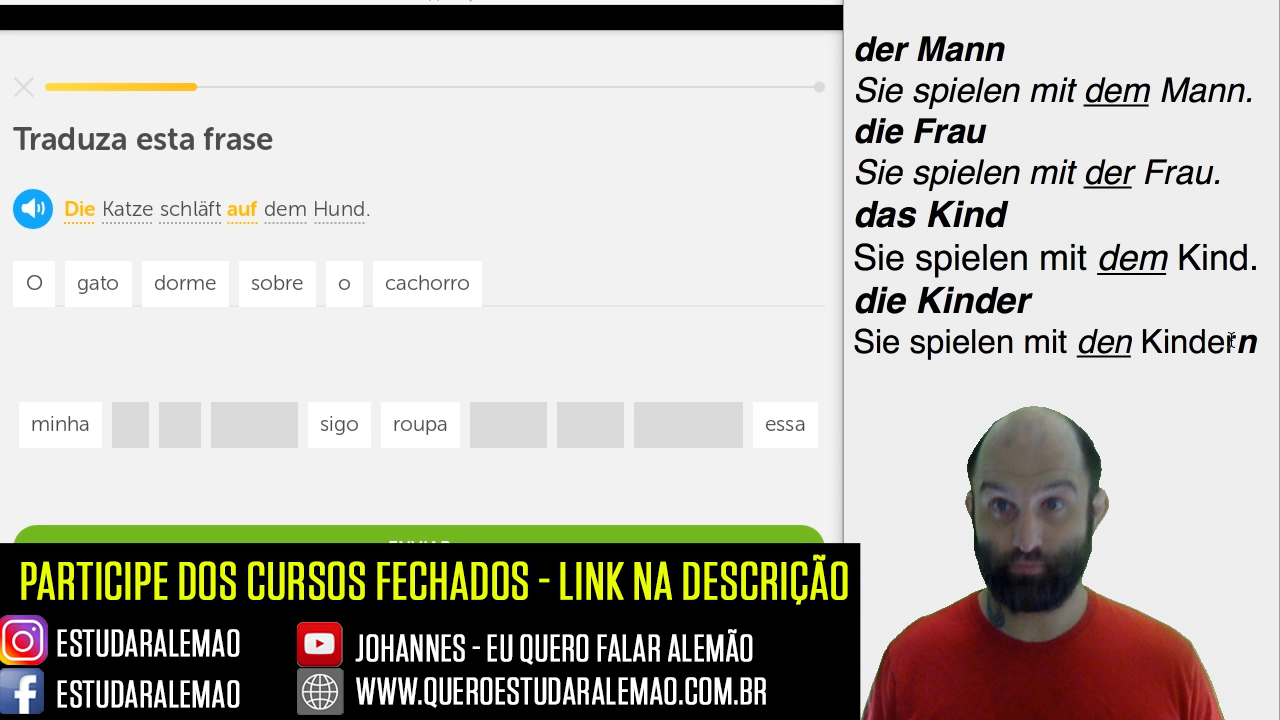 Traduza esta frase
Die Katze schläft auf dem Hund.
O gato dorme sobre o cachorro
minha sigo roupa essa
der Mann
Sie spielen mit dem Mann.
die Frau
Sie spielen mit der Frau.
das Kind
Sie spielen mit dem Kind.
die Kinder
Sie spielen mit den Kindern
PARTICIPE DOS CURSOS FECHADOS - LINK NA DESCRIÇÃO
ESTUDARALEMAO
JOHANNES - EU QUERO FALAR ALEMÃO
ESTUDARALEMAO
WWW.QUEROESTUDARALEMAO.COM.BR